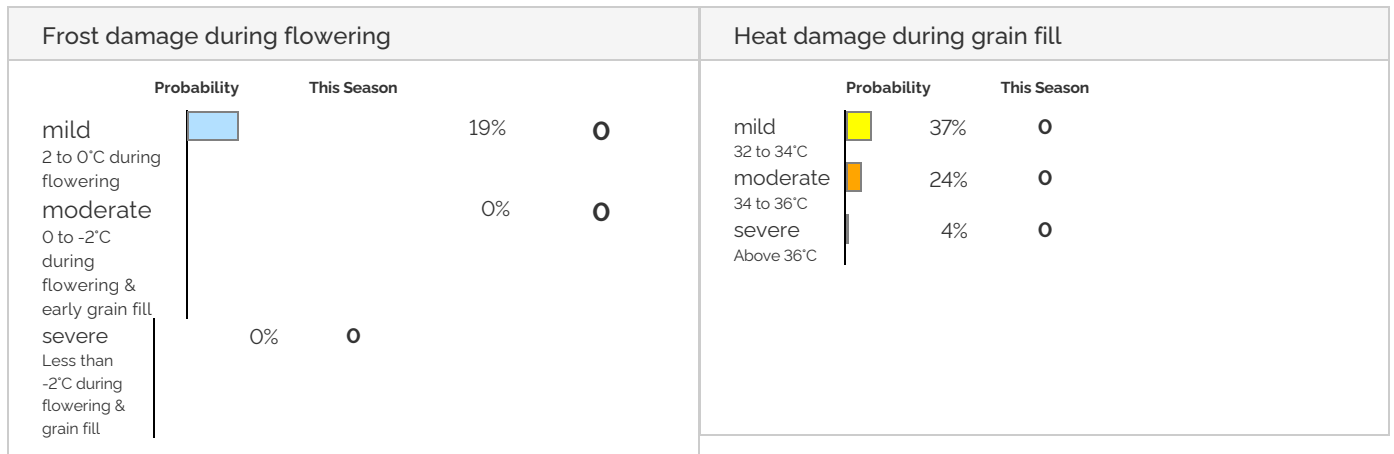 Frost damage during flowering
Probability This Season
mild 19% 0
2 to 0°C during
flowering
moderate 0% 0
0 to -2°C
during
flowering &
early grain fill
severe 0% 0
Less than
-2°C during
flowering &
grain fill
Heat damage during grain fill
Probability This Season
mild 37% 0
32 to 34°C
moderate 24% 0
34 to 36°C
severe 4% 0
Above 36°C